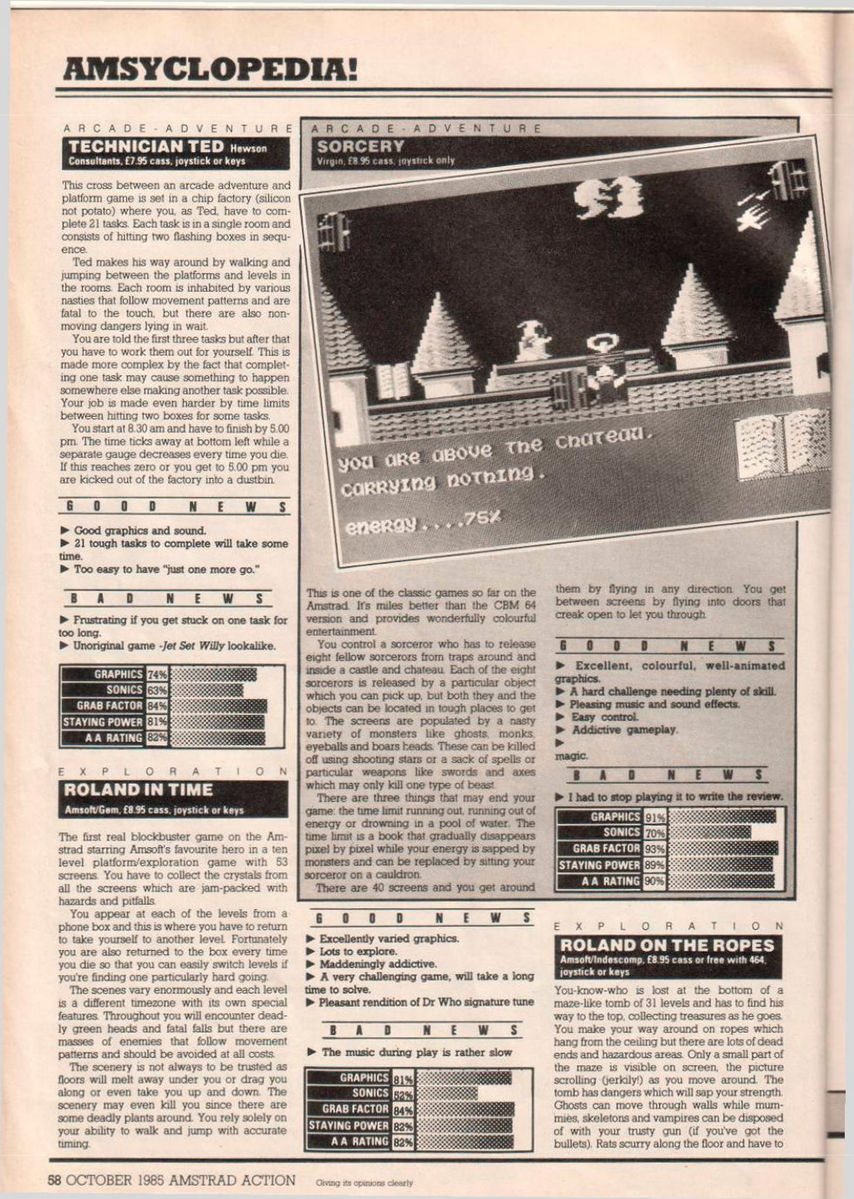 AMSYCLOPEDIA!
ARCADE-ADVENTURE
TECHNICIAN TED Hewson
Consultants, £7.95 cass, joystick or keys
This cross between an arcade adventure and
platform game is set in a chip factory (silicon
not potato) where you, as Ted, have to com-
plete 21 tasks. Each task is in a single room and
consists of hitting two flashing boxes in sequ-
ence.
Ted makes his way around by walking and
jumping between the platforms and levels in
the rooms. Each room is inhabited by various
nasties that follow movement patterns and are
fatal to the touch, but there are also non-
moving dangers lying in wait.
You are told the first three tasks but after that
you have to work them out for yourself. This is
made more complex by the fact that complet-
ing one task may cause something to happen
somewhere else making another task possible.
Your job is made even harder by time limits
between hitting two boxes for some tasks.
You start at 8.30 am and have to finish by 5.00
pm. The time ticks away at bottom left while a
separate gauge decreases every time you die.
If this reaches zero or you get to 5.00 pm you
are kicked out of the factory into a dustbin.
GOOD NEWS
► Good graphics and sound.
► 21 tough tasks to complete will take some
time.
► Too easy to have "just one more go."
BAD NEWS
► Frustrating if you get stuck on one task for
too long.
► Unoriginal game -Jet Set Willy lookalike.
GRAPHICS 74%
SONICS 63%
GRAB FACTOR 84%
STAYING POWER 81%
AA RATING 82%
EXPLORATION
ROLAND IN TIME
Amsoft/Gem, £8.95 cass, joystick or keys
The first real blockbuster game on the Am-
strad starring Amsoft's favourite hero in a ten
level platform/exploration game with 53
screens. You have to collect the crystals from
all the screens which are jam-packed with
hazards and pitfalls.
You appear at each of the levels from a
phone box and this is where you have to return
to take yourself to another level. Fortunately
you are also returned to the box every time
you die so that you can easily switch levels if
you're finding one particularly hard going.
The scenes vary enormously and each level
is a different timezone with its own special
features. Throughout you will encounter dead-
ly green heads and fatal falls but there are
masses of enemies that follow movement
patterns and should be avoided at all costs.
The scenery is not always to be trusted as
floors will melt away under you or drag you
along or even take you up and down. The
scenery may even kill you since there are
some deadly plants around. You rely solely on
your ability to walk and jump with accurate
timing.
ARCADE-ADVENTURE
SORCERY
Virgin, £8.95 cass, joystick only
you are above the chateau.
carrying nothing.
energy....75%
This is one of the classic games so far on the
Amstrad. It's miles better than the CBM 64
version and provides wonderfully colourful
entertainment.
You control a sorceror who has to release
eight fellow sorcerors from traps around and
inside a castle and chateau. Each of the eight
sorcerors is released by a particular object
which you can pick up, but both they and the
objects can be located in tough places to get
to. The screens are populated by a nasty
variety of monsters like ghosts, monks,
eyeballs and boars heads. These can be killed
off using shooting stars or a sack of spells or
particular weapons like swords and axes
which may only kill one type of beast.
There are three things that may end your
game: the time limit running out, running out of
energy or drowning in a pool of water. The
time limit is a book that gradually disappears
pixel by pixel while your energy is sapped by
monsters and can be replaced by sitting your
sorceror on a cauldron.
There are 40 screens and you get around
them by flying in any direction. You get
between screens by flying into doors that
creak open to let you through.
GOOD NEWS
► Excellent, colourful, well-animated
graphics.
► A hard challenge needing plenty of skill.
► Pleasing music and sound effects.
► Easy control.
► Addictive gameplay.
►
magic.
BAD NEWS
► I had to stop playing it to write the review.
GRAPHICS 91%
SONICS 70%
GRAB FACTOR 93%
STAYING POWER 89%
AA RATING 90%
GOOD NEWS
► Excellently varied graphics.
► Lots to explore.
► Maddeningly addictive.
► A very challenging game, will take a long
time to solve.
► Pleasant rendition of Dr Who signature tune
BAD NEWS
► The music during play is rather slow
GRAPHICS 81%
SONICS 52%
GRAB FACTOR 84%
STAYING POWER 82%
AA RATING 82%
EXPLORATION
ROLAND ON THE ROPES
Amsoft/Indescomp, £8.95 cass or free with 464,
joystick or keys
You-know-who is lost at the bottom of a
maze-like tomb of 31 levels and has to find his
way to the top, collecting treasures as he goes.
You make your way around on ropes which
hang from the ceiling but there are lots of dead
ends and hazardous areas. Only a small part of
the maze is visible on screen, the picture
scrolling (jerkily!) as you move around. The
tomb has dangers which will sap your strength.
Ghosts can move through walls while mum-
mies, skeletons and vampires can be disposed
of with your trusty gun (if you've got the
bullets). Rats scurry along the floor and have to
58 OCTOBER 1985 AMSTRAD ACTION
Giving its opinions clearly